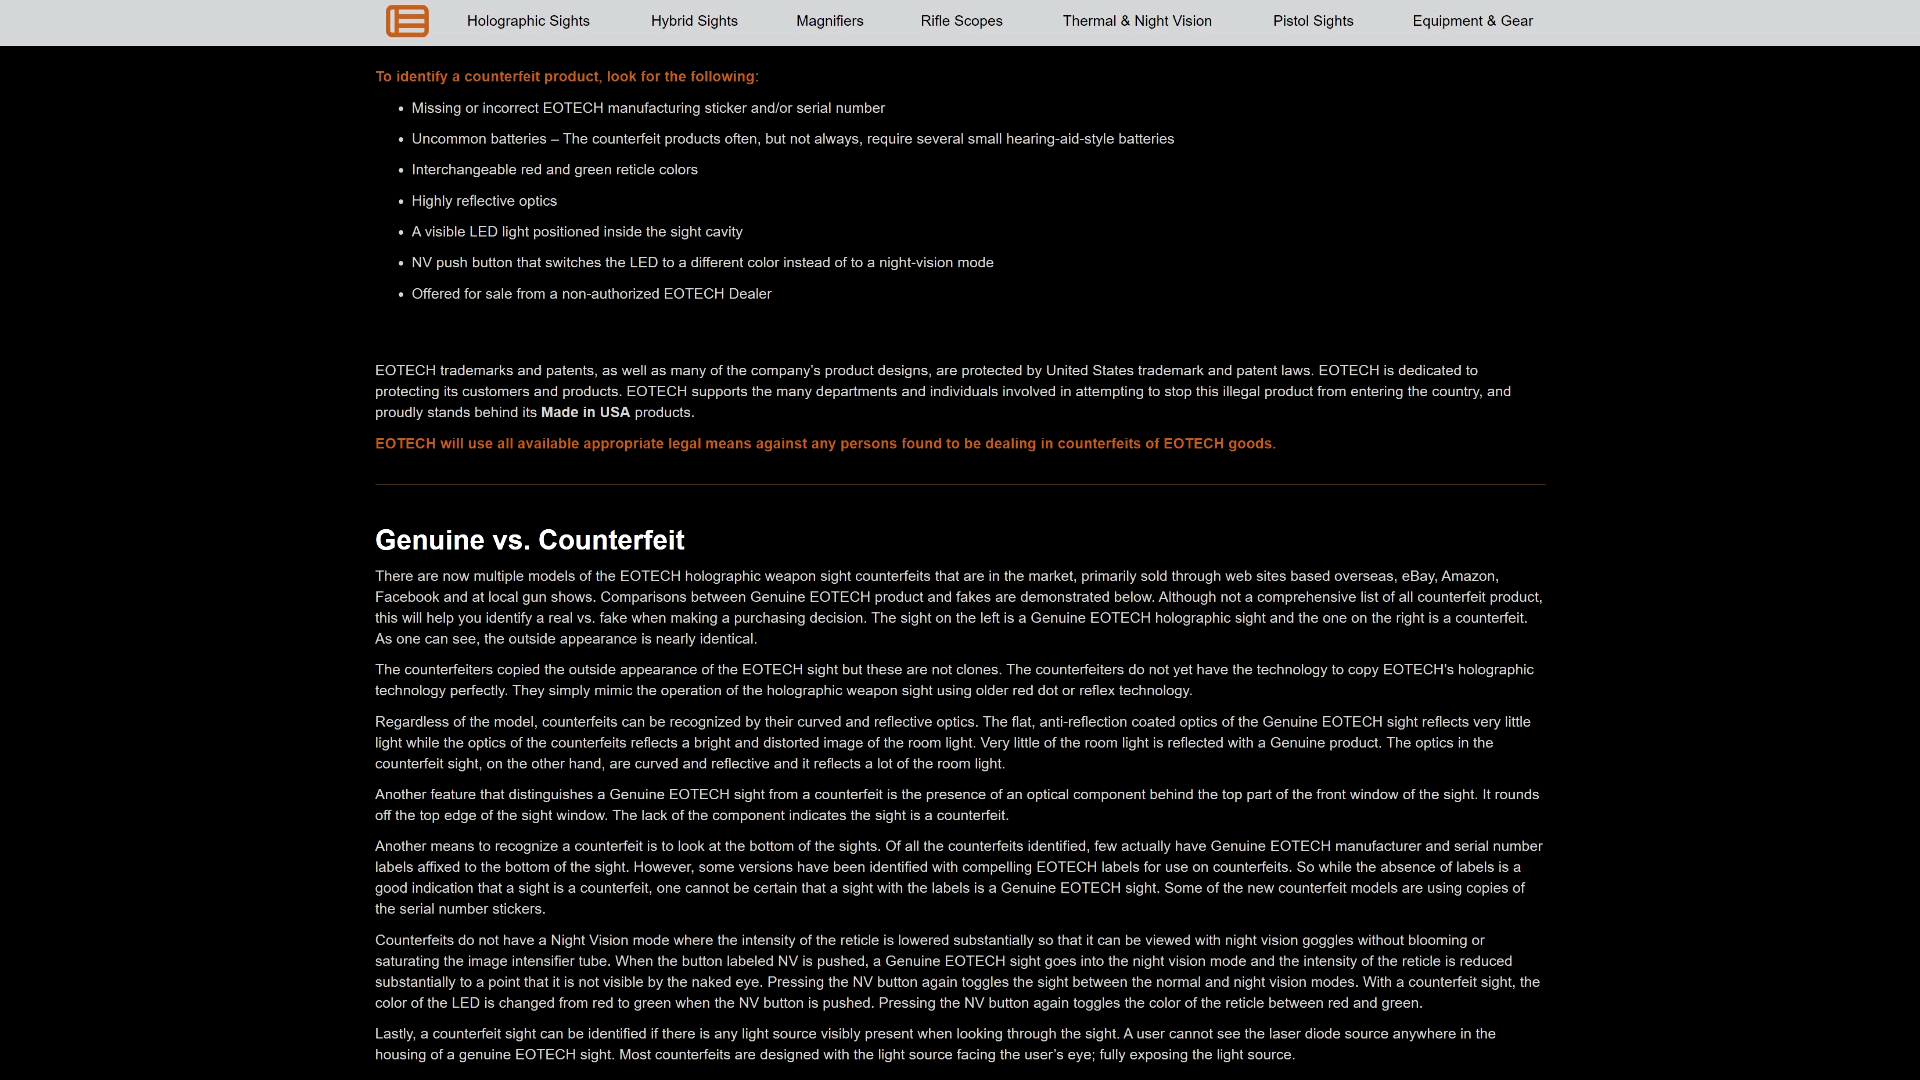 Holographic Sights Hybrid Sights Magnifiers Rifle Scopes Thermal & Night Vision Pistol Sights Equipment & Gear
To identify a counterfeit product, look for the following:
• Missing or incorrect EOTECH manufacturing sticker and/or serial number
• Uncommon batteries – The counterfeit products often, but not always, require several small hearing-aid-style batteries
• Interchangeable red and green reticle colors
• Highly reflective optics
• A visible LED light positioned inside the sight cavity
• NV push button that switches the LED to a different color instead of to a night-vision mode
• Offered for sale from a non-authorized EOTECH Dealer
EOTECH trademarks and patents, as well as many of the company's product designs, are protected by United States trademark and patent laws. EOTECH is dedicated to
protecting its customers and products. EOTECH supports the many departments and individuals involved in attempting to stop this illegal product from entering the country, and
proudly stands behind its Made in USA products.
EOTECH will use all available appropriate legal means against any persons found to be dealing in counterfeits of EOTECH goods.
Genuine vs. Counterfeit
There are now multiple models of the EOTECH holographic weapon sight counterfeits that are in the market, primarily sold through web sites based overseas, eBay, Amazon,
Facebook and at local gun shows. Comparisons between Genuine EOTECH product and fakes are demonstrated below. Although not a comprehensive list of all counterfeit product,
this will help you identify a real vs. fake when making a purchasing decision. The sight on the left is a Genuine EOTECH holographic sight and the one on the right is a counterfeit.
As one can see, the outside appearance is nearly identical.
The counterfeiters copied the outside appearance of the EOTECH sight but these are not clones. The counterfeiters do not yet have the technology to copy EOTECH's holographic
technology perfectly. They simply mimic the operation of the holographic weapon sight using older red dot or reflex technology.
Regardless of the model, counterfeits can be recognized by their curved and reflective optics. The flat, anti-reflection coated optics of the Genuine EOTECH sight reflects very little
light while the optics of the counterfeits reflects a bright and distorted image of the room light. Very little of the room light is reflected with a Genuine product. The optics in the
counterfeit sight, on the other hand, are curved and reflective and it reflects a lot of the room light.
Another feature that distinguishes a Genuine EOTECH sight from a counterfeit is the presence of an optical component behind the top part of the front window of the sight. It rounds
off the top edge of the sight window. The lack of the component indicates the sight is a counterfeit.
Another means to recognize a counterfeit is to look at the bottom of the sights. Of all the counterfeits identified, few actually have Genuine EOTECH manufacturer and serial number
labels affixed to the bottom of the sight. However, some versions have been identified with compelling EOTECH labels for use on counterfeits. So while the absence of labels is a
good indication that a sight is a counterfeit, one cannot be certain that a sight with the labels is a Genuine EOTECH sight. Some of the new counterfeit models are using copies of
the serial number stickers.
Counterfeits do not have a Night Vision mode where the intensity of the reticle is lowered substantially so that it can be viewed with night vision goggles without blooming or
saturating the image intensifier tube. When the button labeled NV is pushed, a Genuine EOTECH sight goes into the night vision mode and the intensity of the reticle is reduced
substantially to a point that it is not visible by the naked eye. Pressing the NV button again toggles the sight between the normal and night vision modes. With a counterfeit sight, the
color of the LED is changed from red to green when the NV button is pushed. Pressing the NV button again toggles the color of the reticle between red and green.
Lastly, a counterfeit sight can be identified if there is any light source visibly present when looking through the sight. A user cannot see the laser diode source anywhere in the
housing of a genuine EOTECH sight. Most counterfeits are designed with the light source facing the user's eye; fully exposing the light source.